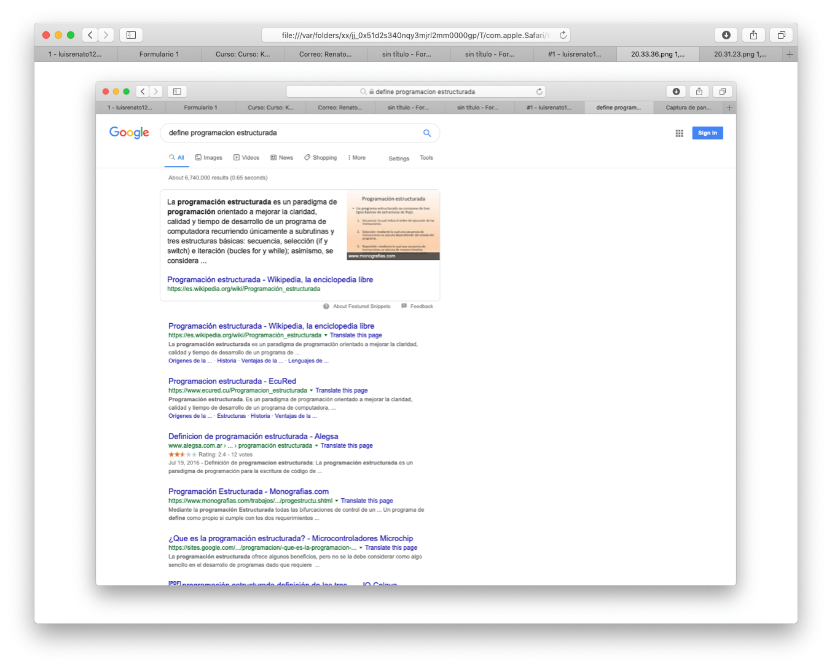 file:///var/folders/xx/jj_0x51d2s340nqy3mjrl2mm0000gp/T/com.apple.Safari/
1 - luisrenato12... Formulario 1 Curso: Curso: K... Correo: Renato... sin título - For... sin título - For... #1 - luisrenato1... 20.33.36.png 1,... 20.31.23.png 1,...
define programacion estructurada
1 - luisrenato12... Formulario 1 Curso: Curso: K... Correo: Renato... sin título - For... sin título - For... #1 - luisrenato1... define program... Captura de pan...
Google define programacion estructurada Sign in
All Images Videos News Shopping More Settings Tools
About 6,740,000 results (0.65 seconds)
La programación estructurada es un paradigma de
programación orientado a mejorar la claridad,
calidad y tiempo de desarrollo de un programa de
computadora recurriendo únicamente a subrutinas y
tres estructuras básicas: secuencia, selección (if y
switch) e iteración (bucles for y while); asimismo, se
considera ...
Programación estructurada
www.monografias.com
Programación estructurada - Wikipedia, la enciclopedia libre
https://es.wikipedia.org/wiki/Programación_estructurada
About Featured Snippets Feedback
Programación estructurada - Wikipedia, la enciclopedia libre
https://es.wikipedia.org/wiki/Programación_estructurada Translate this page
La programación estructurada es un paradigma de programación orientado a mejorar la claridad,
calidad y tiempo de desarrollo de un programa de ...
Orígenes de la ... · Historia · Ventajas de la ... · Lenguajes de ...
Programacion estructurada - EcuRed
https://www.ecured.cu/Programacion_estructurada Translate this page
Programación estructurada. Es un paradigma de programación orientado a mejorar la claridad,
calidad y tiempo de desarrollo de un programa de computadora. ...
Orígenes de la ... · Estructuras · Historia · Ventajas de la ...
Definicion de programación estructurada - Alegsa
www.alegsa.com.ar › ... › programación estructurada Translate this page
Rating: 2.4 - 12 votes
Jul 19, 2016 - Definición de programacion estructurada: La programación estructurada es un
paradigma de programación para la escritura de código de ...
Programación Estructurada - Monografias.com
https://www.monografias.com/trabajos/.../progestructu.shtml Translate this page
Mediante la programación Estructurada todas las bifurcaciones de control de un ... Un programa de
define como propio si cumple con los dos requerimientos ...
¿Que es la programación estructurada? - Microcontroladores Microchip
https://sites.google.com/.../programacion/-que-es-la-programacion-... Translate this page
La programación estructurada ofrece algunos beneficios, pero no se la debe considerar como algo
sencillo en el desarrollo de programas dado que requiere ...